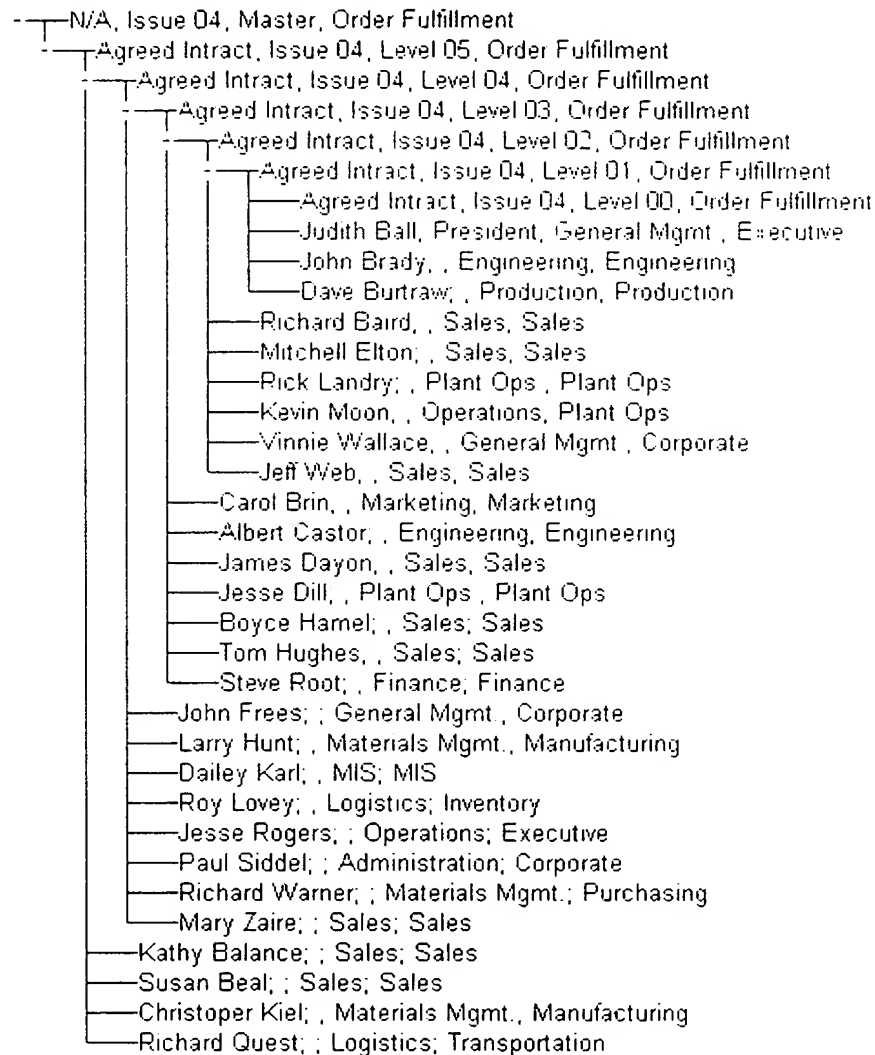 N/A, Issue 04, Master, Order Fulfillment
Agreed Intract, Issue 04, Level 05, Order Fulfillment
Agreed Intract, Issue 04, Level 04, Order Fulfillment
Agreed Intract, Issue 04, Level 03, Order Fulfillment
Agreed Intract, Issue 04, Level 02, Order Fulfillment
Agreed Intract, Issue 04, Level 01, Order Fulfillment
Agreed Intract, Issue 04, Level 00, Order Fulfillment
Judith Ball, President, General Mgmt , Executive
John Brady, , Engineering, Engineering
Dave Burtraw; , Production, Production
Richard Baird, , Sales, Sales
Mitchell Elton; , Sales, Sales
Rick Landry; , Plant Ops , Plant Ops
Kevin Moon, , Operations, Plant Ops
Vinnie Wallace, , General Mgmt , Corporate
Jeff Web, , Sales, Sales
Carol Brin, , Marketing, Marketing
Albert Castor; , Engineering, Engineering
James Dayon, , Sales, Sales
Jesse Dill, , Plant Ops , Plant Ops
Boyce Hamel; , Sales; Sales
Tom Hughes, , Sales; Sales
Steve Root; , Finance; Finance
John Frees; ; General Mgmt., Corporate
Larry Hunt; , Materials Mgmt., Manufacturing
Dailey Karl; , MIS; MIS
Roy Lovey; , Logistics; Inventory
Jesse Rogers; ; Operations; Executive
Paul Siddel; ; Administration; Corporate
Richard Warner; ; Materials Mgmt.; Purchasing
Mary Zaire; ; Sales; Sales
Kathy Balance; ; Sales; Sales
Susan Beal; ; Sales; Sales
Christoper Kiel; , Materials Mgmt., Manufacturing
Richard Quest; ; Logistics; Transportation